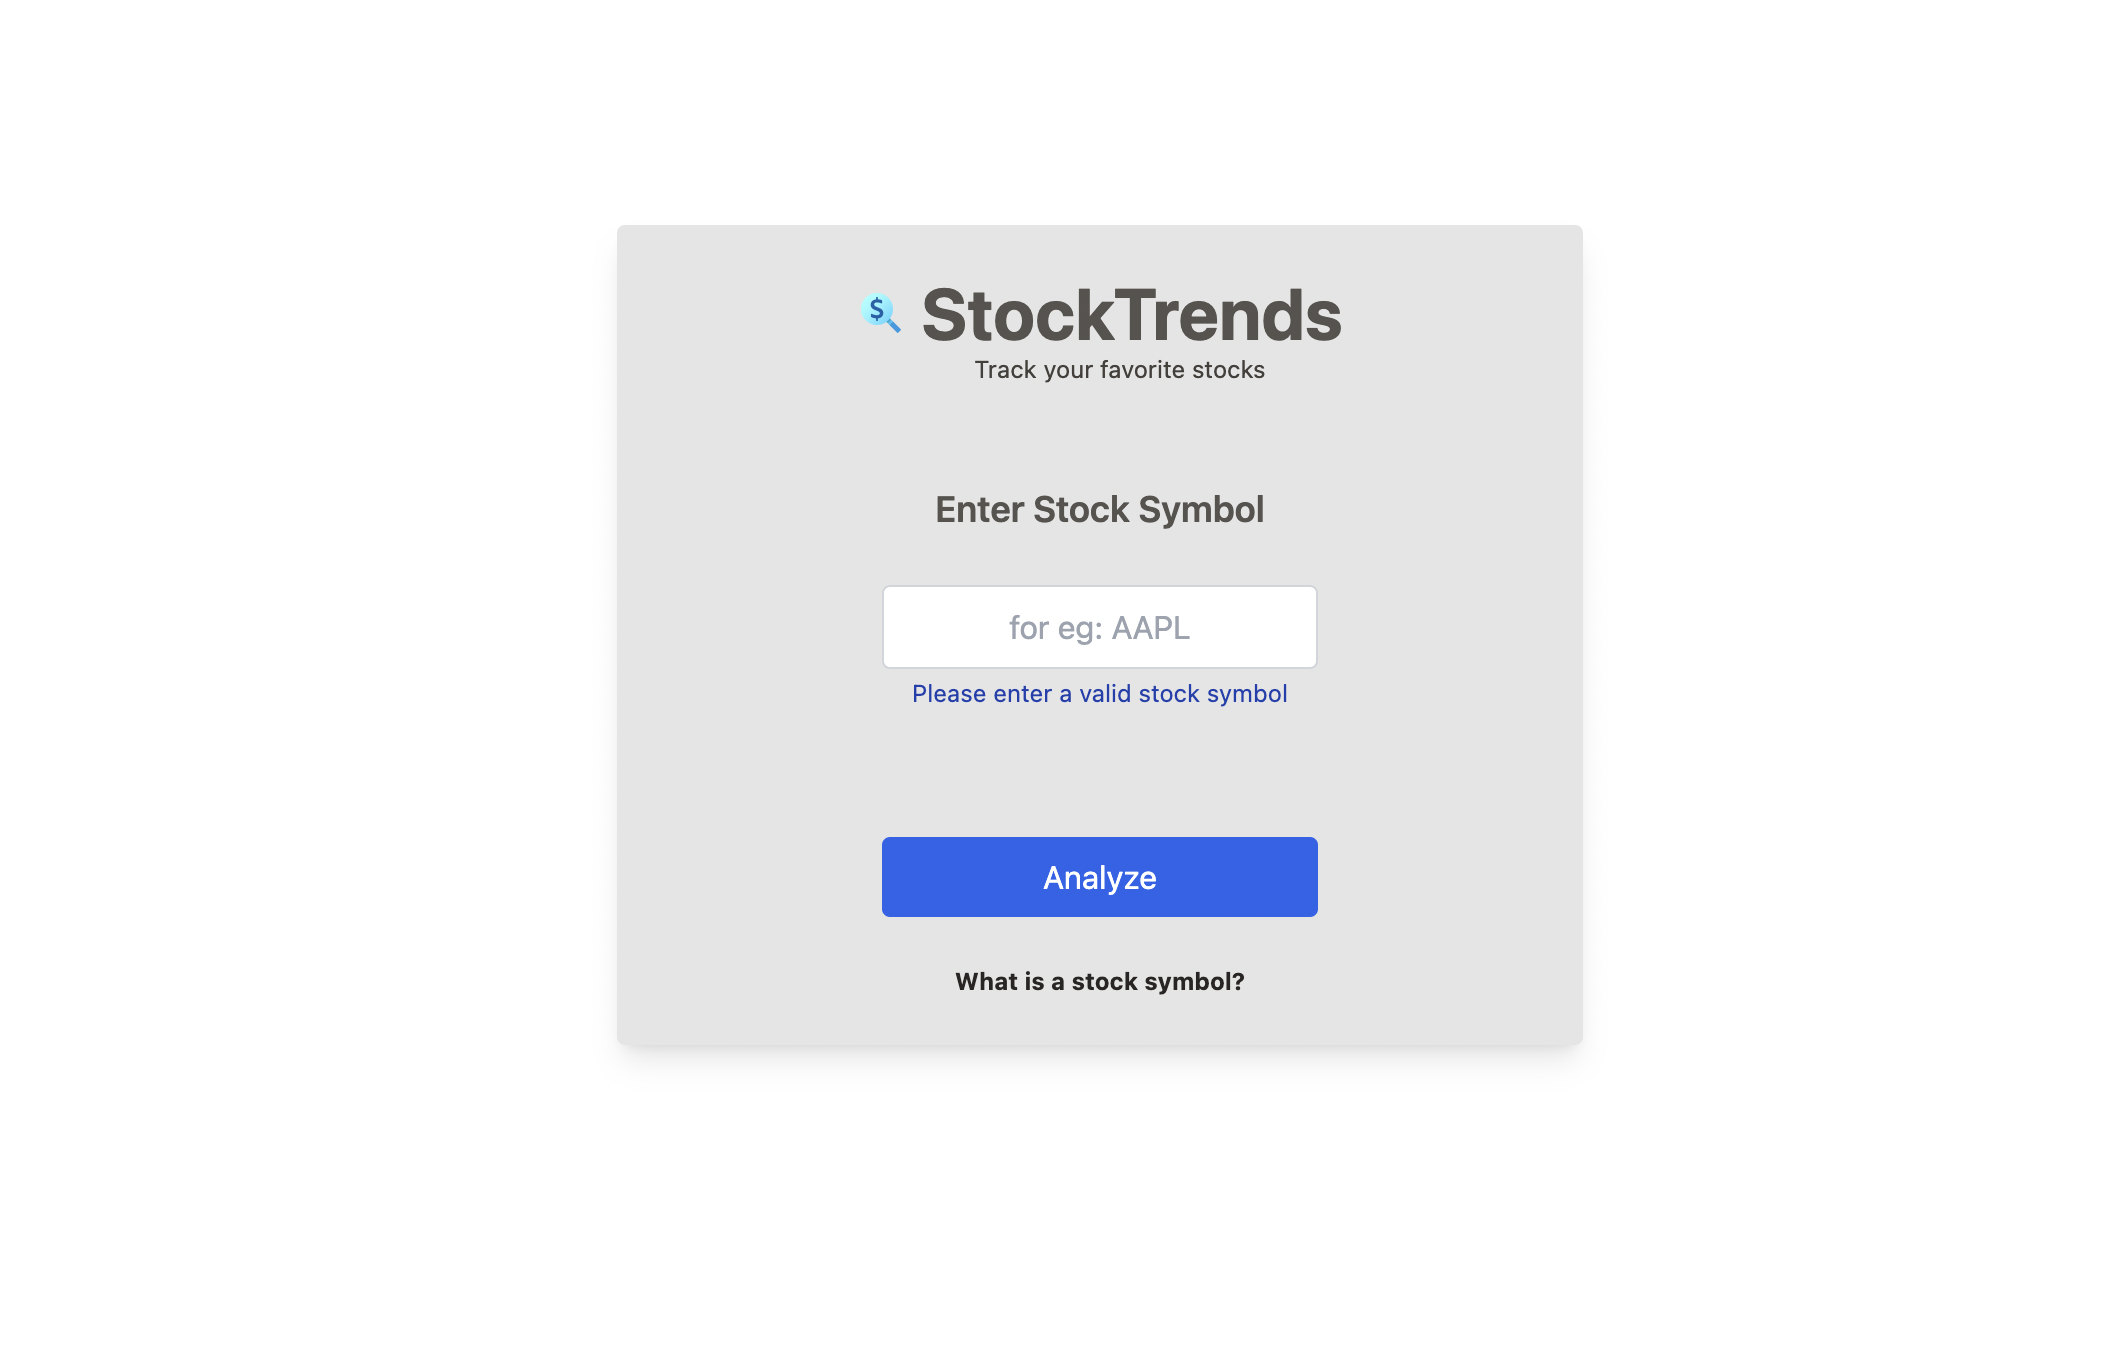 StockTrends
Track your favorite stocks
Enter Stock Symbol
for eg: AAPL
Please enter a valid stock symbol
Analyze
What is a stock symbol?